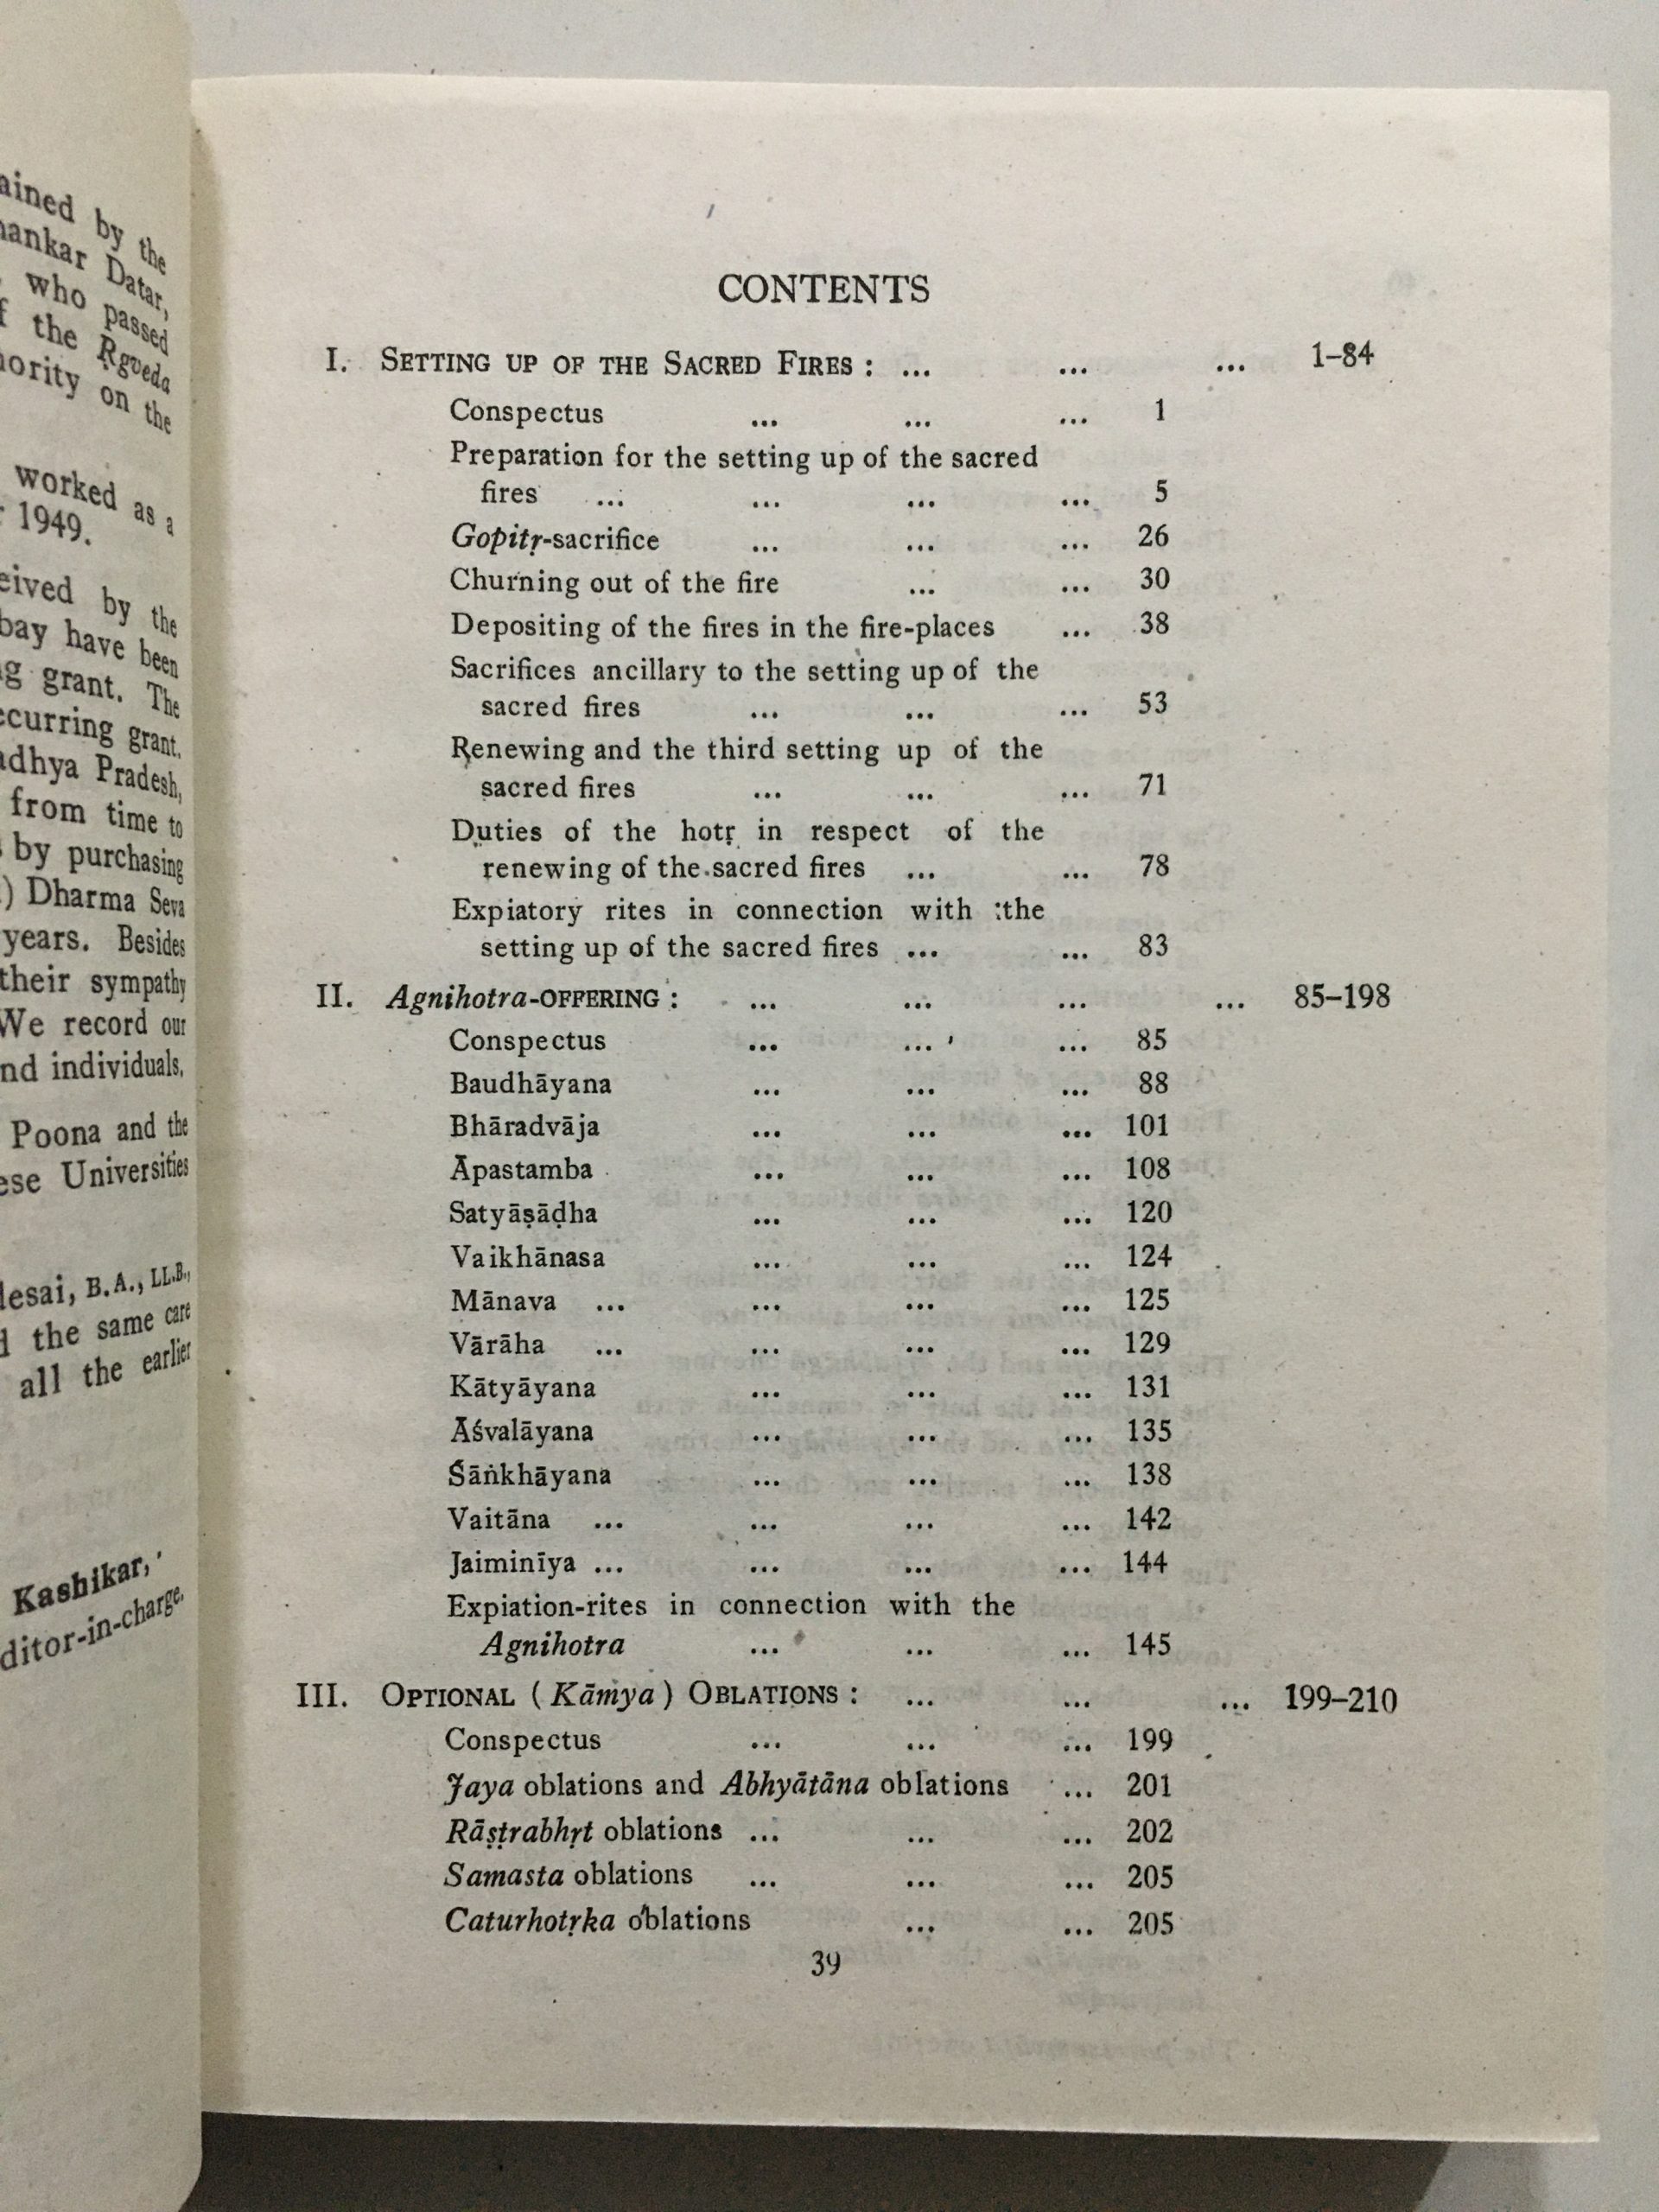 ained by the
hankar Datar,
who passed
f the Ṛgveda
hority on the
worked as a
r 1949.
eived by the
bay have been
ng grant. The
ecurring grant.
adhya Pradesh,
from time to
by purchasing
.) Dharma Seva
years. Besides
their sympathy
We record our
nd individuals,
Poona and the
ese Universities
desai, B.A., LL.B.,
d the same care
all the earlier
Kashikar,
ditor-in-charge.
CONTENTS
I. SETTING UP OF THE SACRED FIRES : ... ... ... 1–84
Conspectus ... ... ... 1
Preparation for the setting up of the sacred
fires ... ... ... ... 5
Gopitṛ-sacrifice ... ... ... 26
Churning out of the fire ... ... 30
Depositing of the fires in the fire-places ... 38
Sacrifices ancillary to the setting up of the
sacred fires ... ... ... 53
Renewing and the third setting up of the
sacred fires ... ... ... 71
Duties of the hotṛ in respect of the
renewing of the sacred fires ... ... 78
Expiatory rites in connection with the
setting up of the sacred fires ... ... 83
II. Agnihotra-OFFERING : ... ... ... ... 85–198
Conspectus ... ... ... 85
Baudhāyana ... ... ... 88
Bhāradvāja ... ... ... 101
Āpastamba ... ... ... 108
Satyāṣāḍha ... ... ... 120
Vaikhānasa ... ... ... 124
Mānava ... ... ... ... 125
Vārāha ... ... ... ... 129
Kātyāyana ... ... ... 131
Āśvalāyana ... ... ... 135
Śāṅkhāyana ... ... ... 138
Vaitāna ... ... ... ... 142
Jaiminīya ... ... ... ... 144
Expiation-rites in connection with the
Agnihotra ... ... ... 145
III. OPTIONAL ( Kāmya ) OBLATIONS : ... ... ... 199–210
Conspectus ... ... ... 199
Jaya oblations and Abhyātāna oblations ... 201
Rāṣṭrabhṛt oblations ... ... ... 202
Samasta oblations ... ... ... 205
Caturhotṛka oblations ... ... 205
39